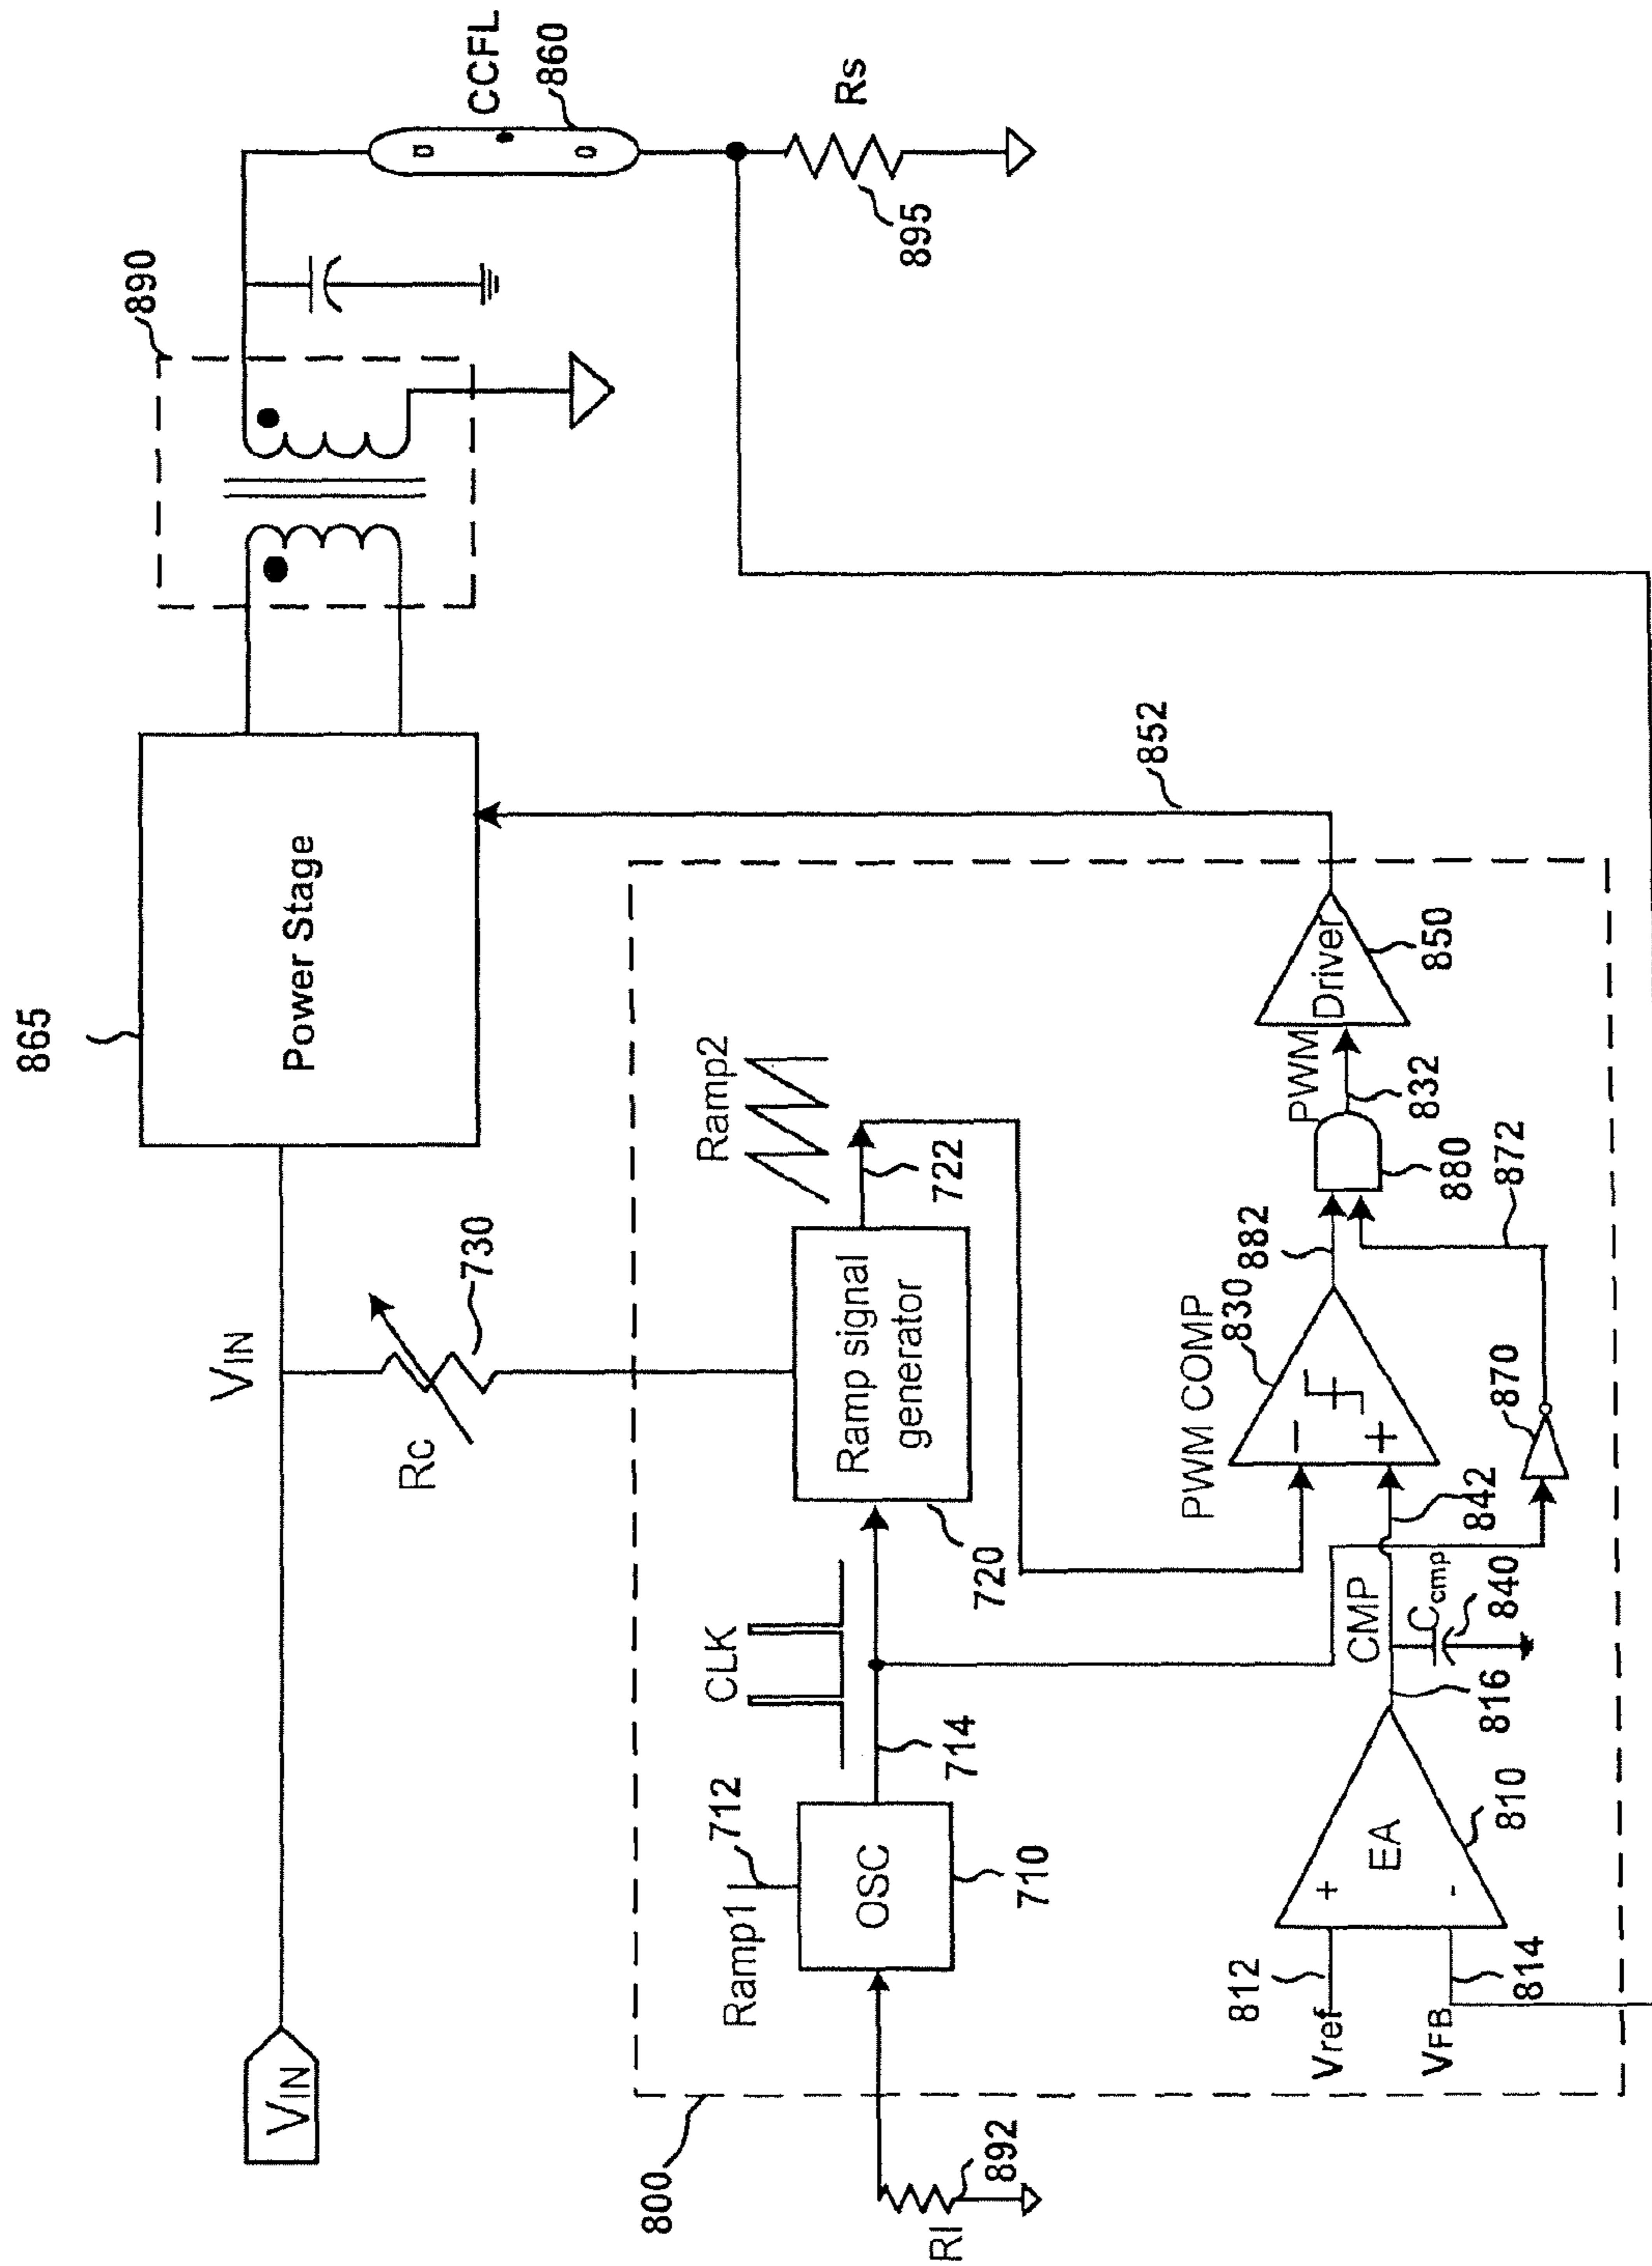 865
890
CCFL
860
Power Stage
VIN
VIN
Rc
730
Rs
895
Ramp2
852
Ramp signal
generator
722
720
CLK
714
712
Ramp1
OSC
710
800
RI
892
PWM COMP
830
882
PWM
Driver
850
832
880
872
870
842
CMP
Ccmp
840
816
EA
810
+
-
−
+
812
Vref
VFB
814